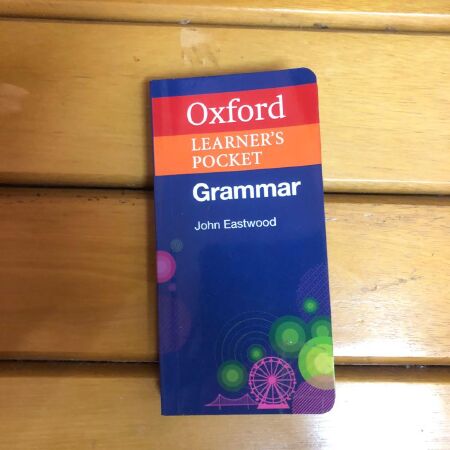 Oxford
LEARNER'S
POCKET
Grammar
John Eastwood